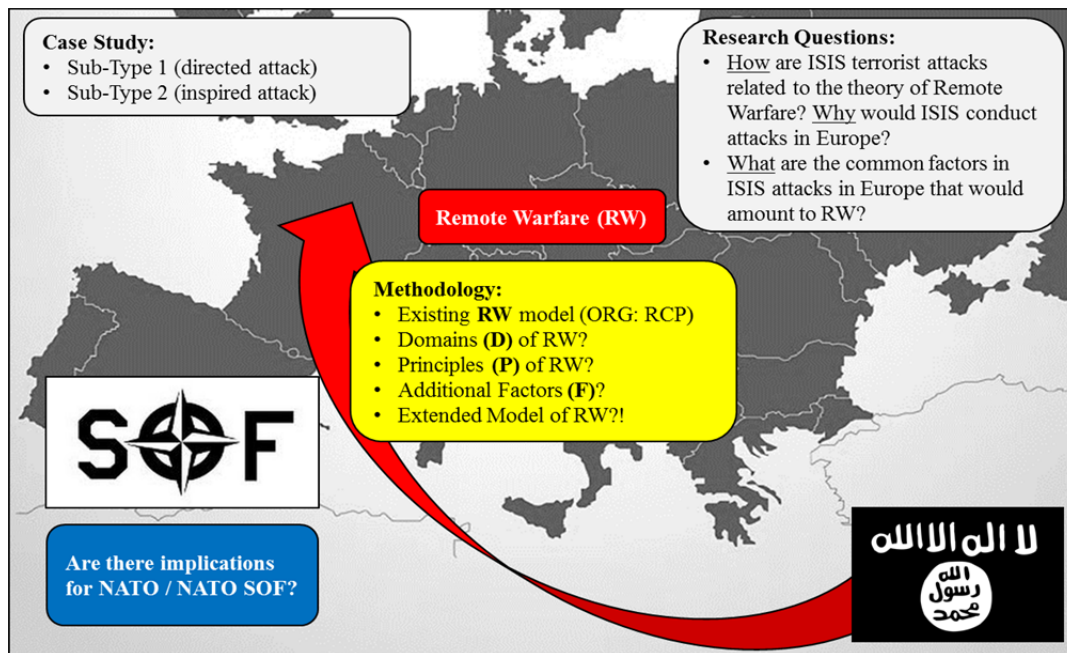 Case Study:
• Sub-Type 1 (directed attack)
• Sub-Type 2 (inspired attack)
Research Questions:
• How are ISIS terrorist attacks
related to the theory of Remote
Warfare? Why would ISIS conduct
attacks in Europe?
• What are the common factors in
ISIS attacks in Europe that would
amount to RW?
Remote Warfare (RW)
Methodology:
• Existing RW model (ORG: RCP)
• Domains (D) of RW?
• Principles (P) of RW?
• Additional Factors (F)?
• Extended Model of RW?!
SOF
Are there implications
for NATO / NATO SOF?
لا اله الا الله
الله
رسول
محمد